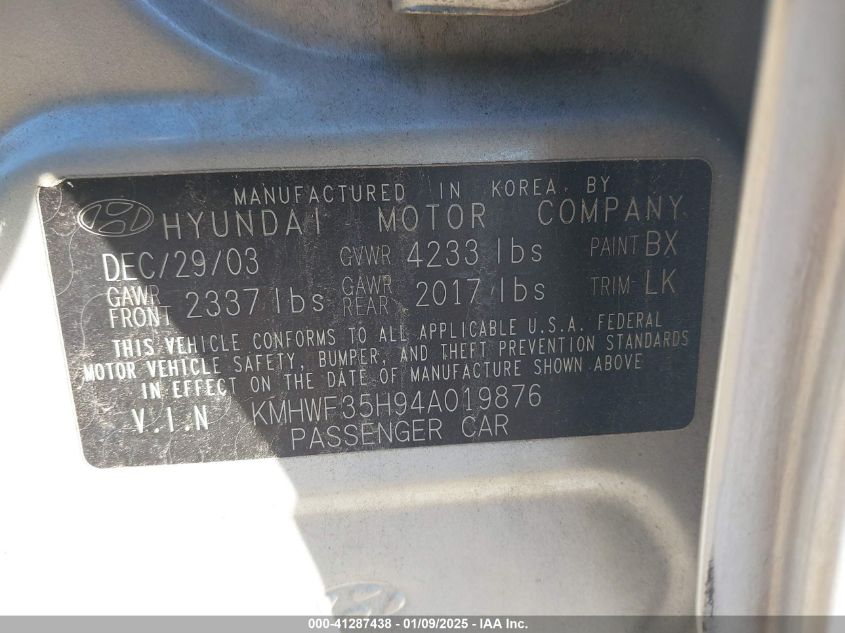 MANUFACTURED IN KOREA BY
HYUNDAI MOTOR COMPANY
DEC/29/03 GVWR 4233 lbs PAINT BX
GAWR FRONT 2337 lbs GAWR REAR 2017 lbs TRIM LK
THIS VEHICLE CONFORMS TO ALL APPLICABLE U.S.A. FEDERAL
MOTOR VEHICLE SAFETY, BUMPER, AND THEFT PREVENTION STANDARDS
IN EFFECT ON THE DATE OF MANUFACTURE SHOWN ABOVE
V.I.N KMHWF35H94A019876
PASSENGER CAR
000-41287438 - 01/09/2025 - IAA Inc.